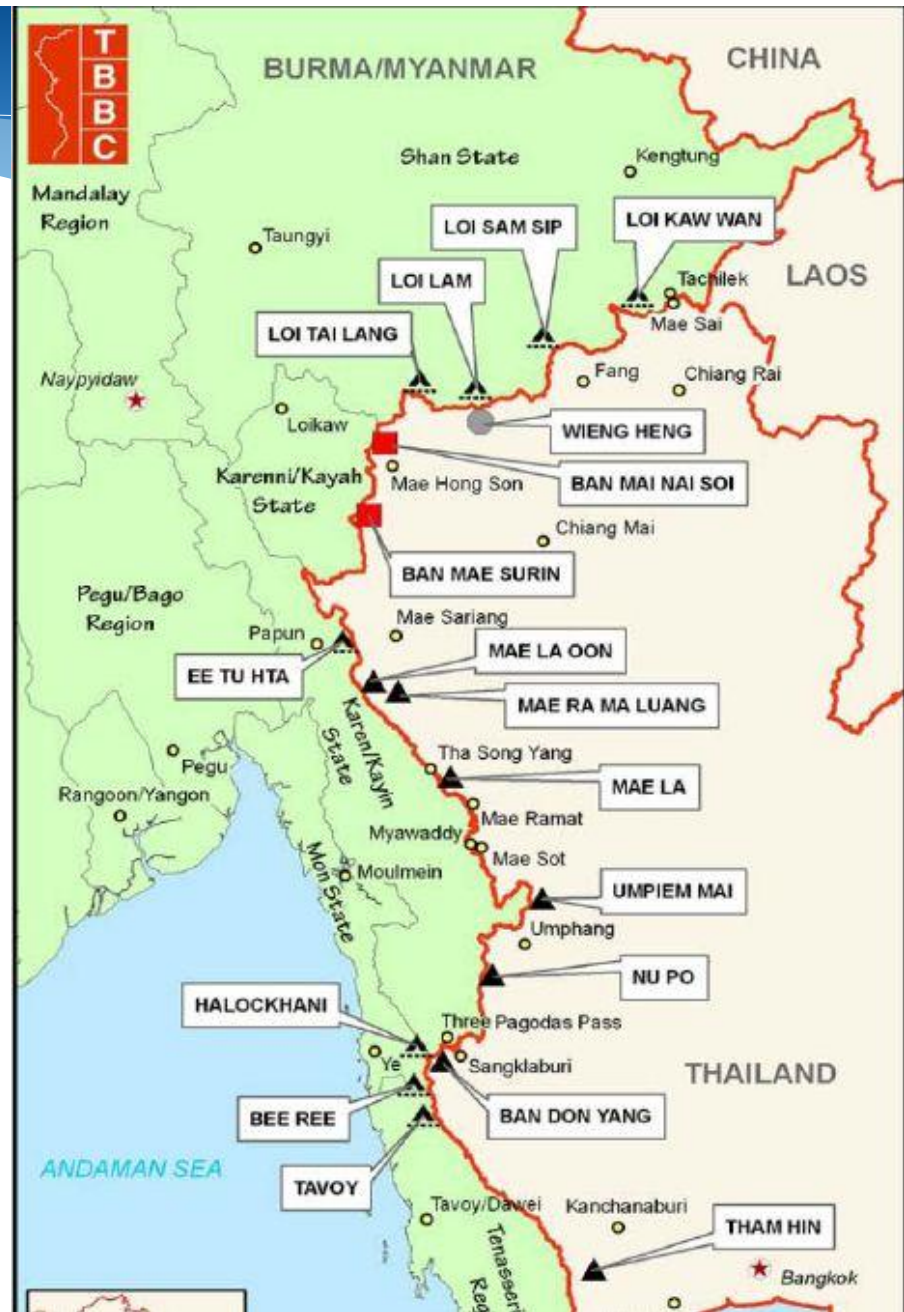 T
B
B
C
BURMA/MYANMAR
CHINA
Shan State
Kengtung
Mandalay
Region
Taungyi
LOI SAM SIP
LOI KAW WAN
LOI LAM
Tachilek
LAOS
Mae Sai
LOI TAI LANG
Naypyidaw
Fang
Chiang Rai
Loikaw
WIENG HENG
Karenni/Kayah
State
Mae Hong Son
BAN MAI NAI SOI
Chiang Mai
BAN MAE SURIN
Pegu/Bago
Region
Papun
Mae Sariang
EE TU HTA
MAE LA OON
MAE RA MA LUANG
Karen/Kayin
State
Pegu
Tha Song Yang
MAE LA
Rangoon/Yangon
Mae Ramat
Myawaddy
Mae Sot
Moulmein
Mon State
UMPIEM MAI
Umphang
NU PO
HALOCKHANI
Three Pagodas Pass
Ye
Sangklaburi
THAILAND
BEE REE
BAN DON YANG
ANDAMAN SEA
TAVOY
Tavoy/Dawei
Kanchanaburi
THAM HIN
Tenasseri
Reg
Bangkok